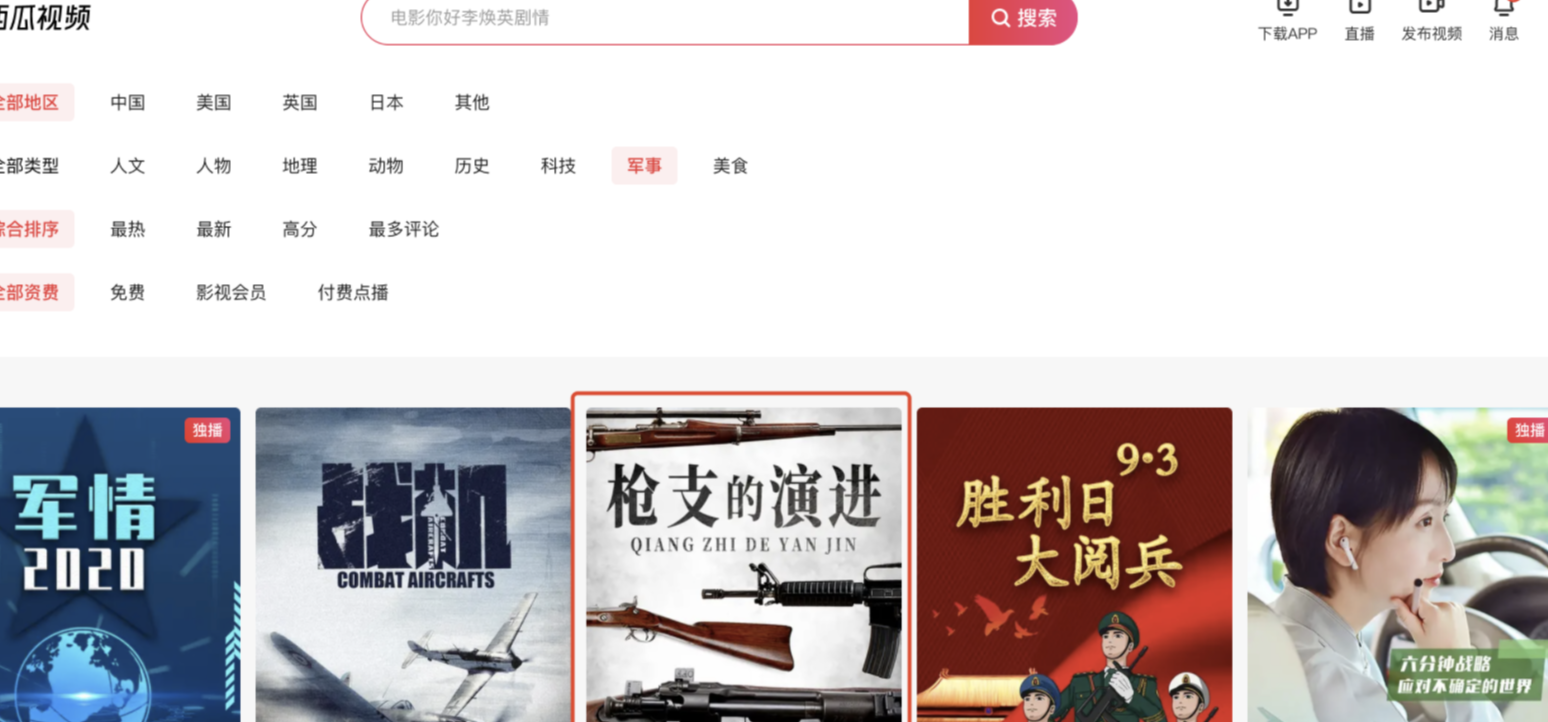 西瓜视频
电影你好李焕英剧情
搜索
下载APP 直播 发布视频 消息
全部地区 中国 美国 英国 日本 其他
全部类型 人文 人物 地理 动物 历史 科技 军事 美食
综合排序 最热 最新 高分 最多评论
全部资费 免费 影视会员 付费点播
独播
军情
2020
战机
COMBAT AIRCRAFTS
COMBAT AIRCRAFTS
枪支的演进
QIANG ZHI DE YAN JIN
9·3
胜利日
大阅兵
独播
六分钟战略
应对不确定的世界